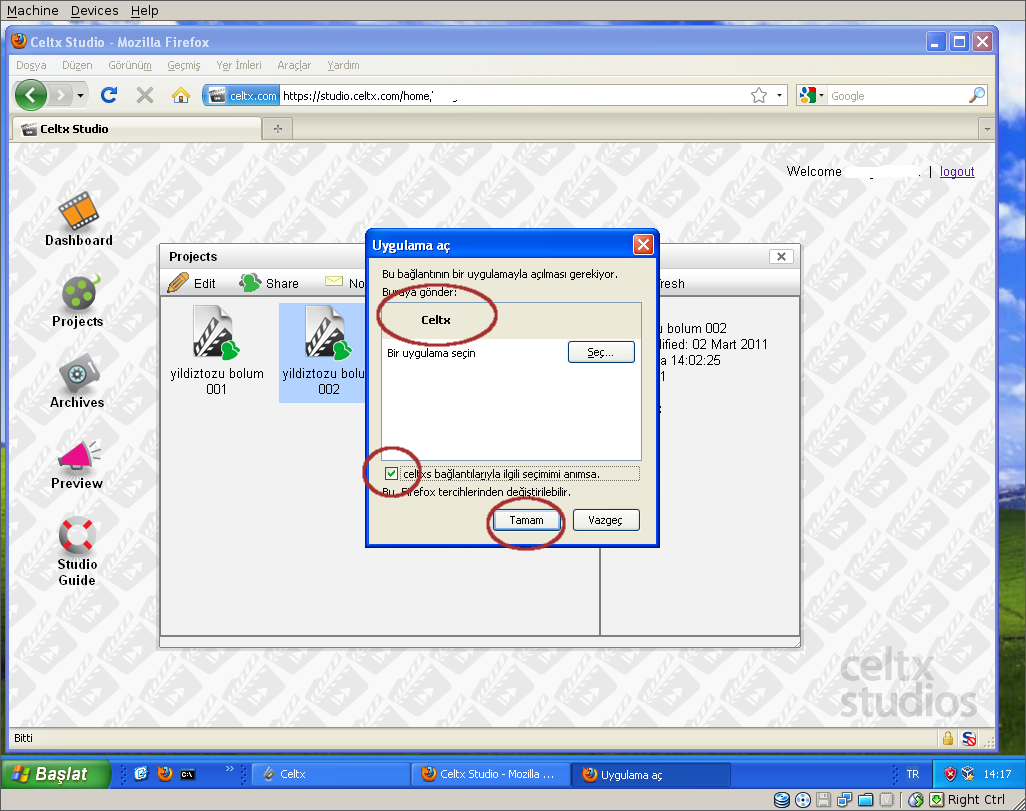 Machine Devices Help
Celtx Studio - Mozilla Firefox
Dosya Düzen Görünüm Geçmiş Yer İmleri Araçlar Yardım
celtx.com https://studio.celtx.com/home,
Google
Celtx Studio
Welcome | logout
Dashboard
Projects
Archives
Preview
Studio
Guide
Projects
Edit Share No
resh
yildiztozu bolum
001
yildiztozu bolu
002
u bolum 002
lified: 02 Mart 2011
a 14:02:25
1
Uygulama aç
Bu bağlantının bir uygulamayla açılması gerekiyor.
Buraya gönder:
Celtx
Bir uygulama seçin
Seç...
celtxs bağlantılarıyla ilgili seçimimi anımsa.
Bu, Firefox tercihlerinden değiştirilebilir.
Tamam Vazgeç
celtx
studios
Bitti
Başlat
Celtx
Celtx Studio - Mozilla ...
Uygulama aç
TR
14:17
Right Ctrl